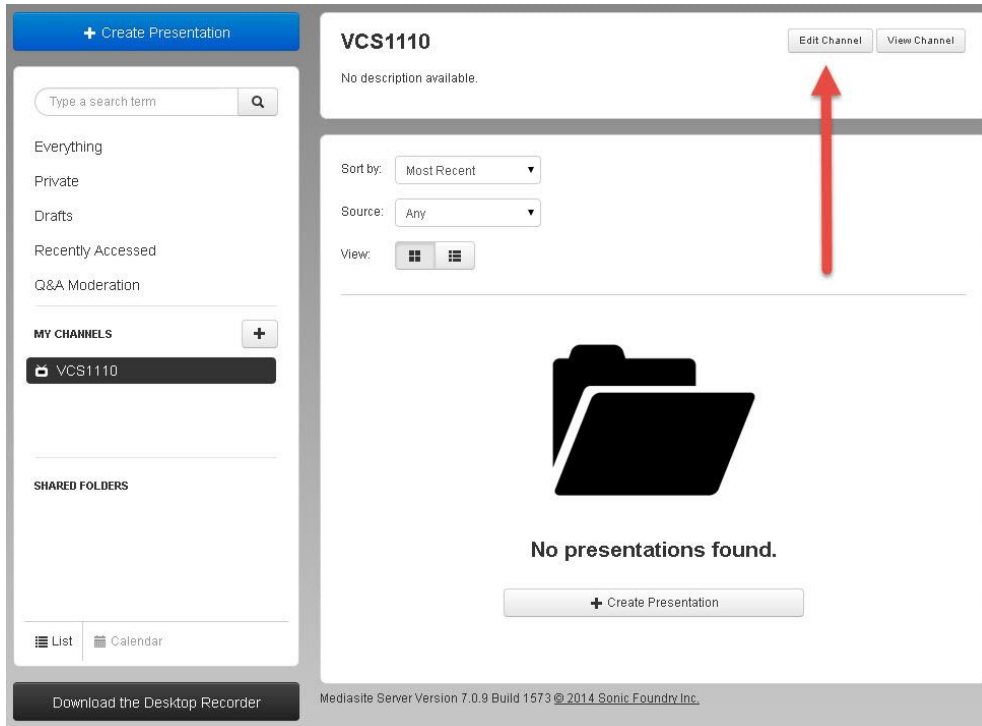 + Create Presentation
Type a search term
Everything
Private
Drafts
Recently Accessed
Q&A Moderation
MY CHANNELS +
VCS1110
SHARED FOLDERS
List Calendar
Download the Desktop Recorder
VCS1110
Edit Channel View Channel
No description available.
Sort by: Most Recent
Source: Any
View:
No presentations found.
+ Create Presentation
Mediasite Server Version 7.0.9 Build 1573 © 2014 Sonic Foundry Inc.